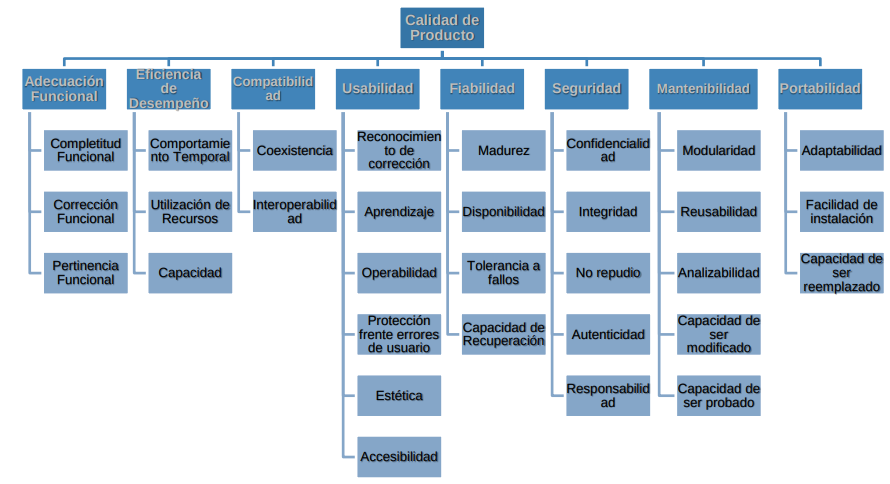 Calidad de
Producto
Adecuación
Funcional
Eficiencia
de
Desempeño
Compatibilid
ad
Usabilidad
Fiabilidad
Seguridad
Mantenibilidad
Portabilidad
Completitud
Funcional
Corrección
Funcional
Pertinencia
Funcional
Comportamie
nto Temporal
Utilización de
Recursos
Capacidad
Coexistencia
Interoperabilid
ad
Reconocimien
to de
corrección
Aprendizaje
Operabilidad
Protección
frente errores
de usuario
Estética
Accesibilidad
Madurez
Disponibilidad
Tolerancia a
fallos
Capacidad de
Recuperación
Confidencialid
ad
Integridad
No repudio
Autenticidad
Responsabilid
ad
Modularidad
Reusabilidad
Analizabilidad
Capacidad de
ser
modificado
Capacidad de
ser probado
Adaptabilidad
Facilidad de
instalación
Capacidad de
ser
reemplazado